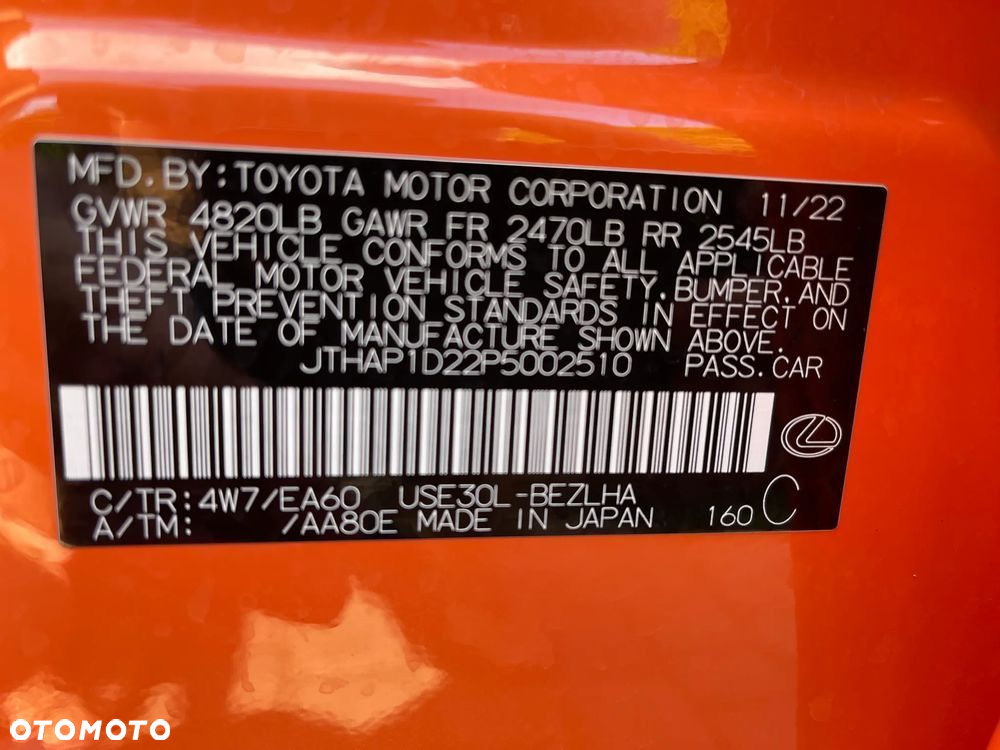 MFD. BY: TOYOTA MOTOR CORPORATION 11/22
GVWR 4820LB GAWR FR 2470LB RR 2545LB
THIS VEHICLE CONFORMS TO ALL APPLICABLE
FEDERAL MOTOR VEHICLE SAFETY, BUMPER, AND
THEFT PREVENTION STANDARDS IN EFFECT ON
THE DATE OF MANUFACTURE SHOWN ABOVE.
JTHAP1D22P5002510 PASS. CAR
C/TR: 4W7/EA60 USE30L-BEZLHA
A/TM: /AA80E MADE IN JAPAN 160 C
OTOMOTO